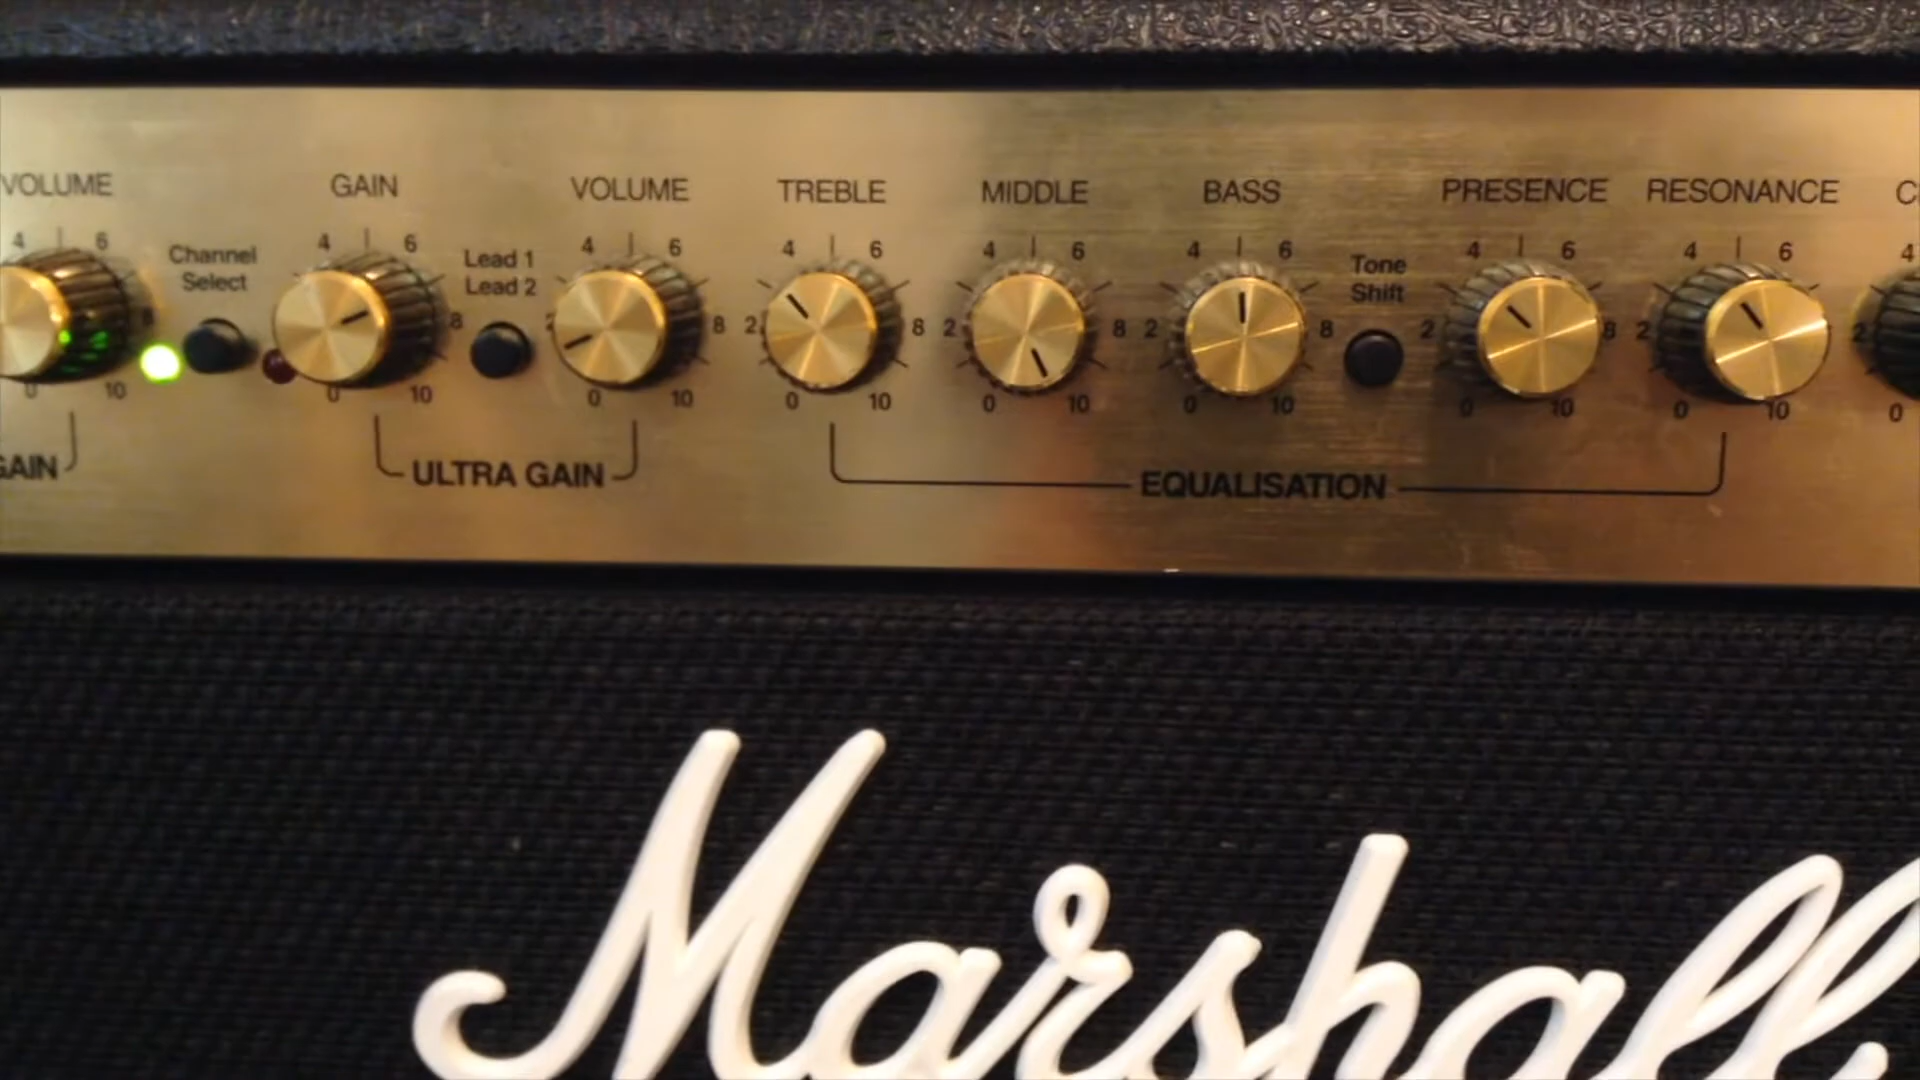 VOLUME GAIN VOLUME TREBLE MIDDLE BASS PRESENCE RESONANCE
Channel
Select
Lead 1
Lead 2
Tone
Shift
4 6 4 6 4 6 4 6 4 6 4 6 4 6 4 6 4
8 2 8 2 8 2 8 2 8 2 8 2 2
0 10 0 10 0 10 0 10 0 10 0 10 0 10 0 10 0
GAIN ULTRA GAIN EQUALISATION
Marshall